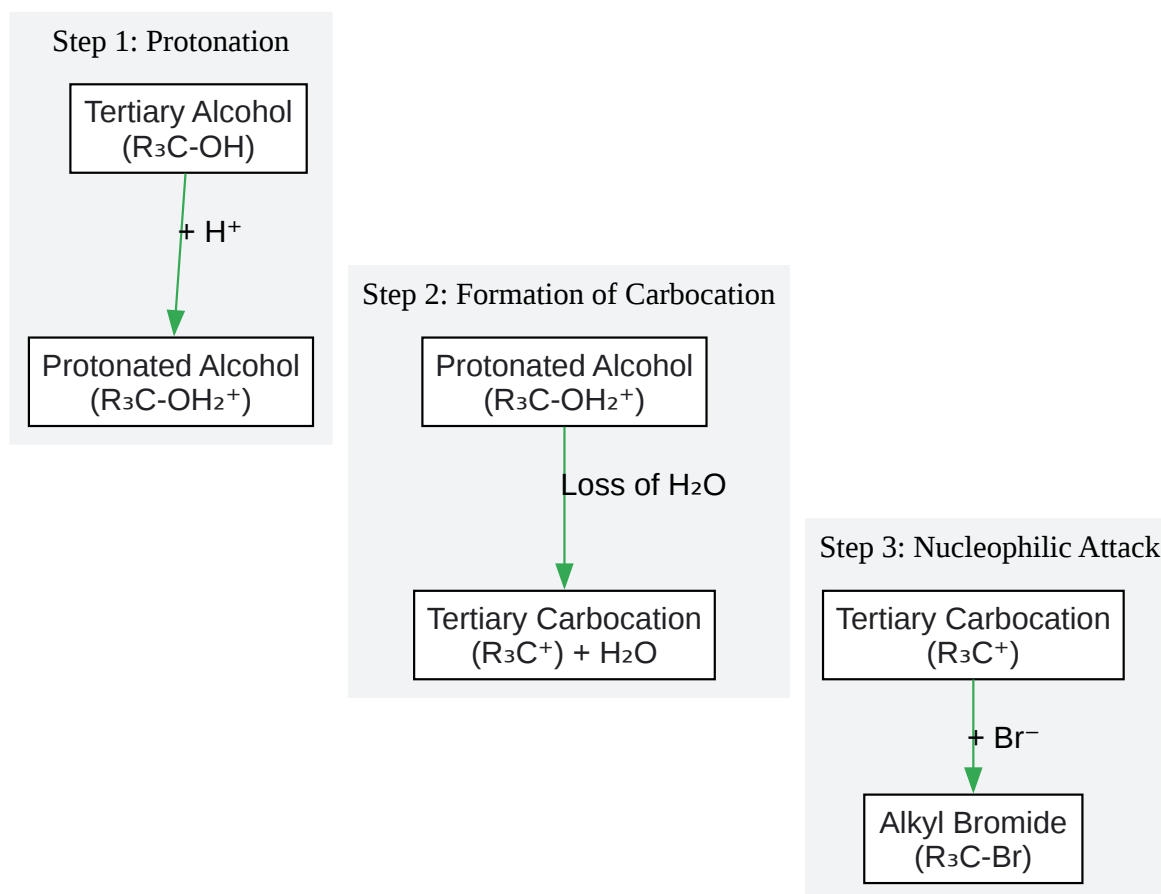 Step 1: Protonation
Tertiary Alcohol
(R₃C-OH)
+ H⁺
Protonated Alcohol
(R₃C-OH₂⁺)
Step 2: Formation of Carbocation
Protonated Alcohol
(R₃C-OH₂⁺)
Loss of H₂O
Tertiary Carbocation
(R₃C⁺) + H₂O
Step 3: Nucleophilic Attack
Tertiary Carbocation
(R₃C⁺)
+ Br⁻
Alkyl Bromide
(R₃C-Br)